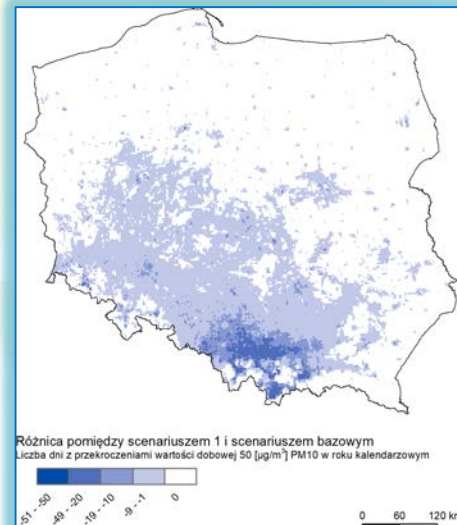 Różnica pomiędzy scenariuszem 1 i scenariuszem bazowym
Liczba dni z przekroczeniami wartości dobowej 50 [µg/m³] PM10 w roku kalendarzowym
-51 - -50
-49 - -20
-19 - -10
-9 - -1
0
0 60 120 km